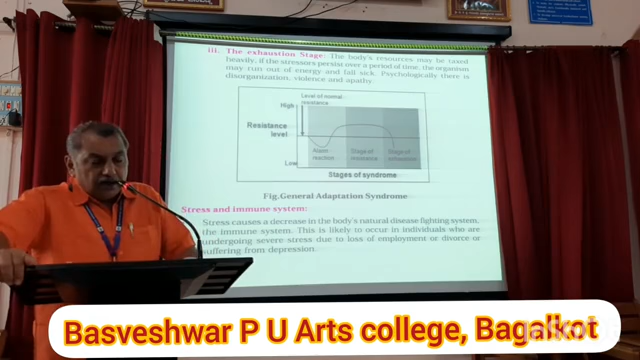 iii. The exhaustion Stage: The body's resources may be taxed
heavily, if the stressors persist over a period of time, the organism
may run out of energy and fall sick. Psychologically there is
disorganization, violence and apathy.
Level of normal
resistance
High
Resistance
level
Low
Alarm
reaction
Stage of
resistance
Stage of
exhaustion
Stages of syndrome
Fig.General Adaptation Syndrome
Stress and immune system:
Stress causes a decrease in the body's natural disease fighting system,
the immune system. This is likely to occur in individuals who are
undergoing severe stress due to loss of employment or divorce or
suffering from depression.
Basveshwar P U Arts college, Bagalkot